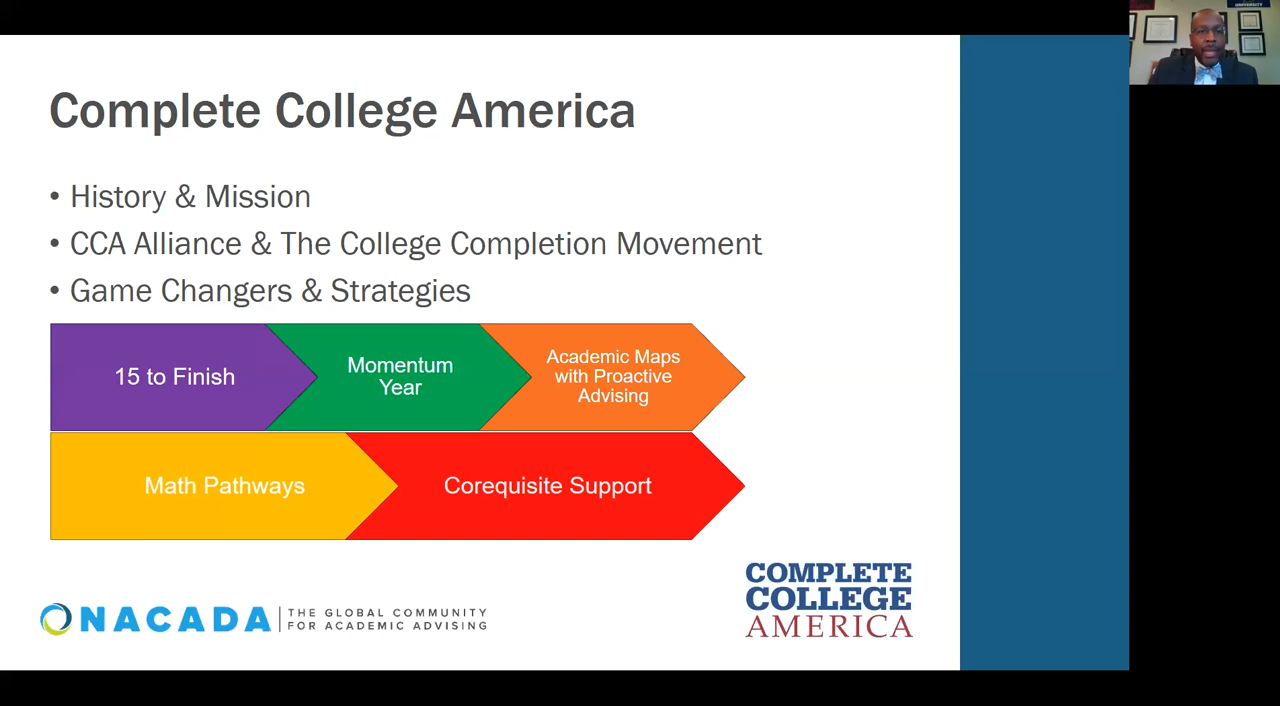 UNIVERSITY
Complete College America
• History & Mission
• CCA Alliance & The College Completion Movement
• Game Changers & Strategies
15 to Finish
Momentum
Year
Academic Maps
with Proactive
Advising
Math Pathways
Corequisite Support
NACADA
THE GLOBAL COMMUNITY
FOR ACADEMIC ADVISING
COMPLETE
COLLEGE
AMERICA